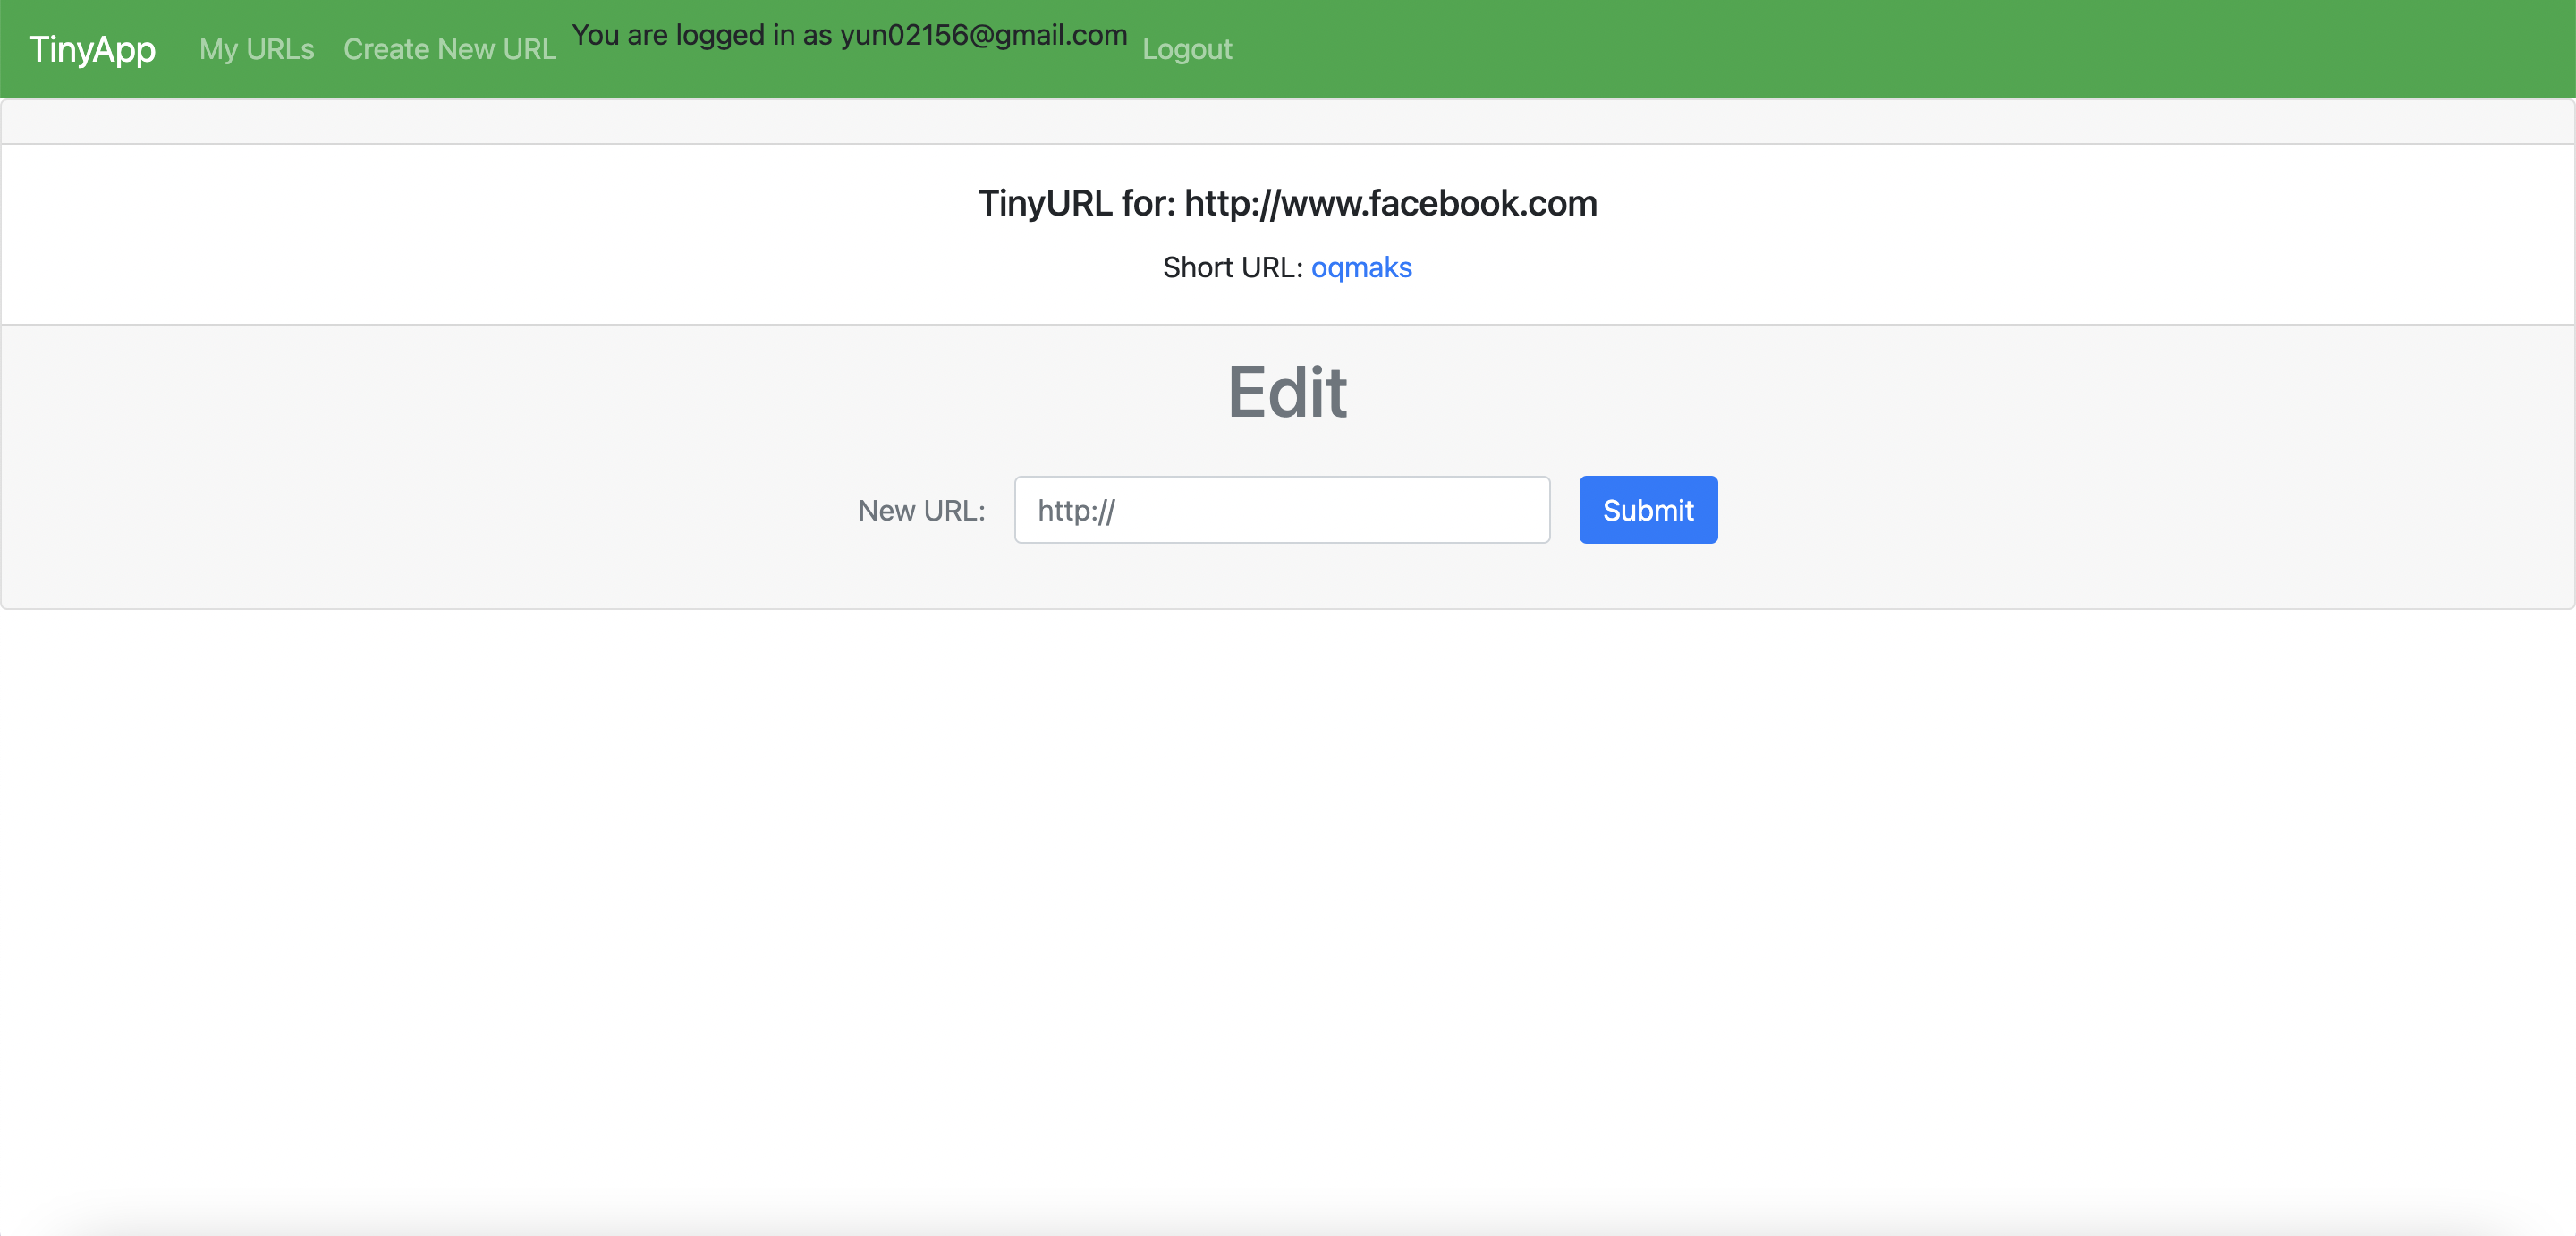 TinyApp My URLs Create New URL You are logged in as yun02156@gmail.com Logout
TinyURL for: http://www.facebook.com
Short URL: oqmaks
Edit
New URL: http:// Submit